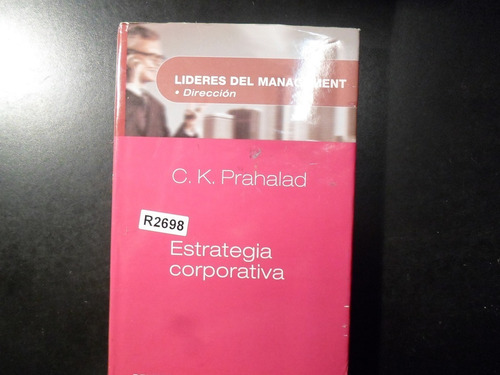 LIDERES DEL MANAGEMENT
• Dirección
C. K. Prahalad
R2698
Estrategia
corporativa